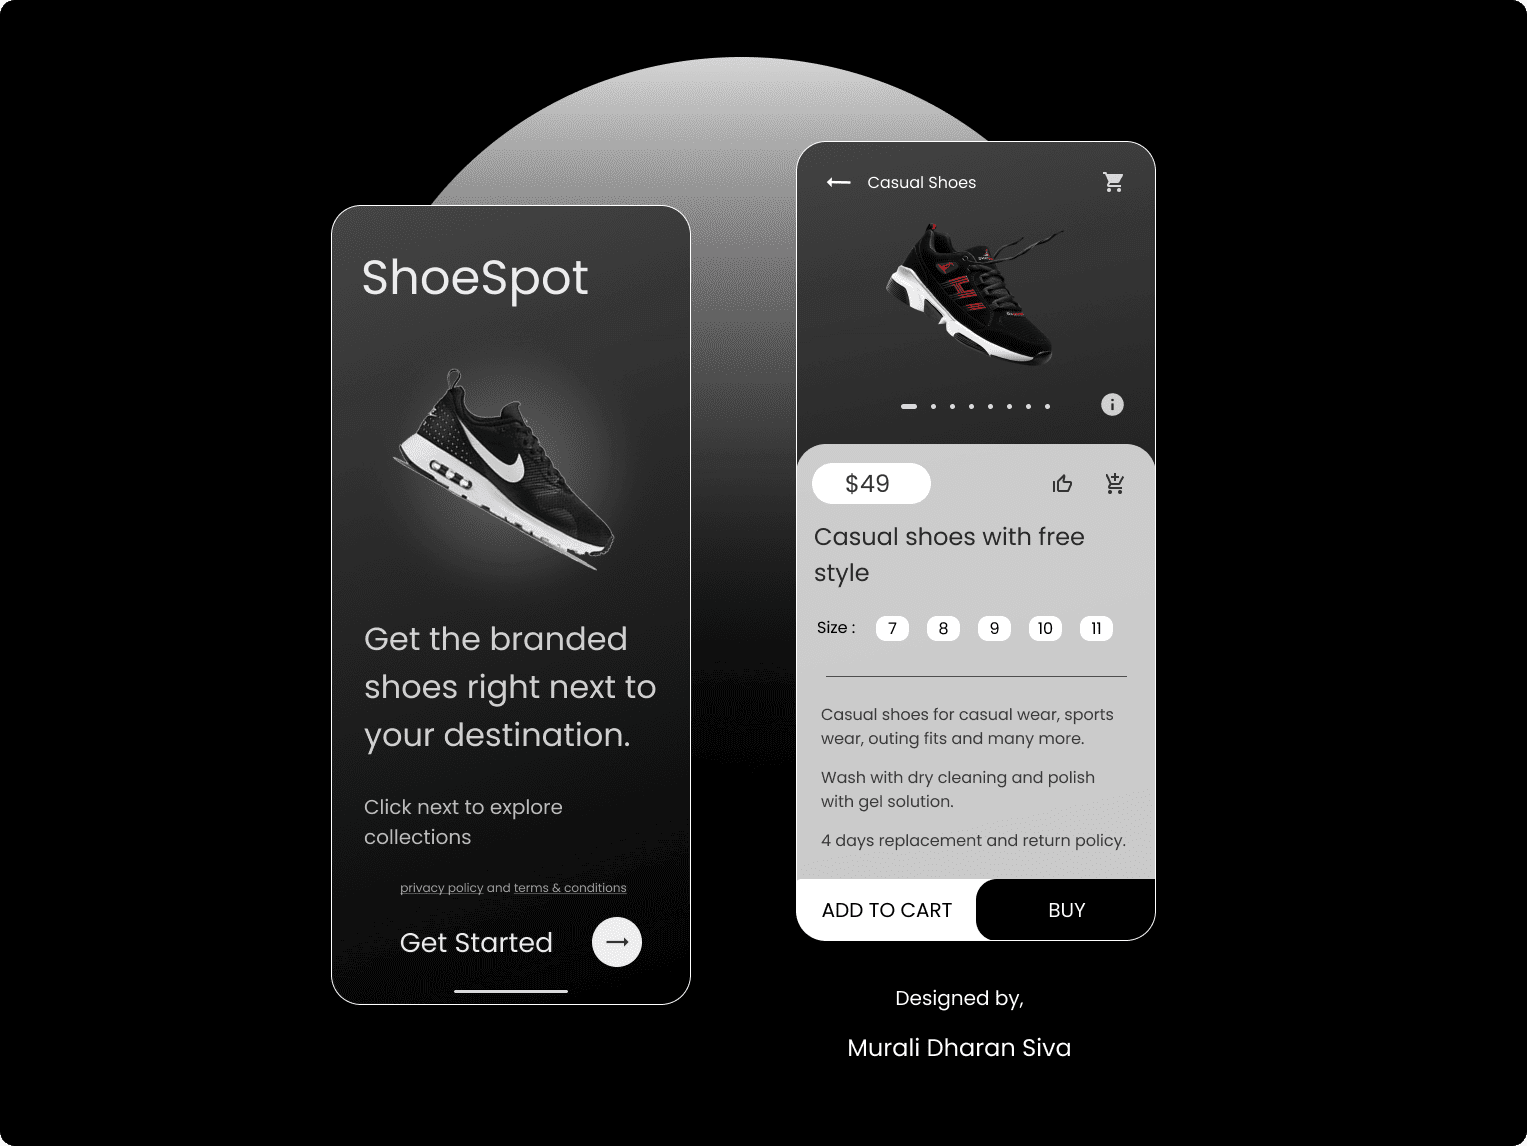 ShoeSpot
Get the branded
shoes right next to
your destination.
Click next to explore
collections
privacy policy and terms & conditions
Get Started
Casual Shoes
$49
Casual shoes with free
style
Size : 7 8 9 10 11
Casual shoes for casual wear, sports
wear, outing fits and many more.
Wash with dry cleaning and polish
with gel solution.
4 days replacement and return policy.
ADD TO CART BUY
Designed by,
Murali Dharan Siva